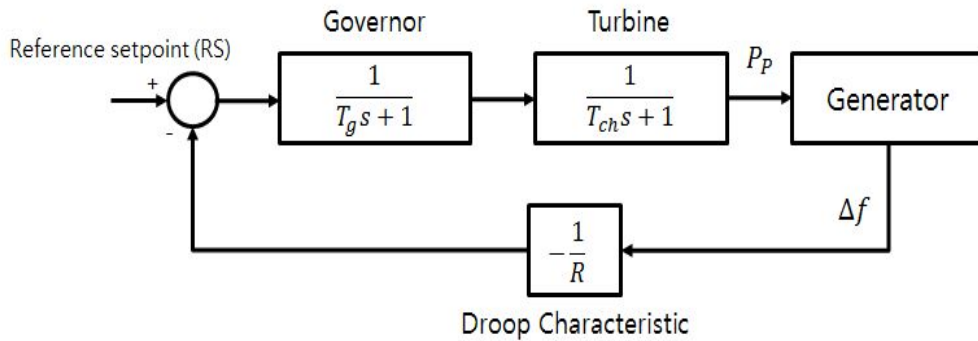 Governor
Turbine
Reference setpoint (RS)
+
-
1
T_g s + 1
1
T_ch s + 1
P_P
Generator
Δf
- 1
R
Droop Characteristic